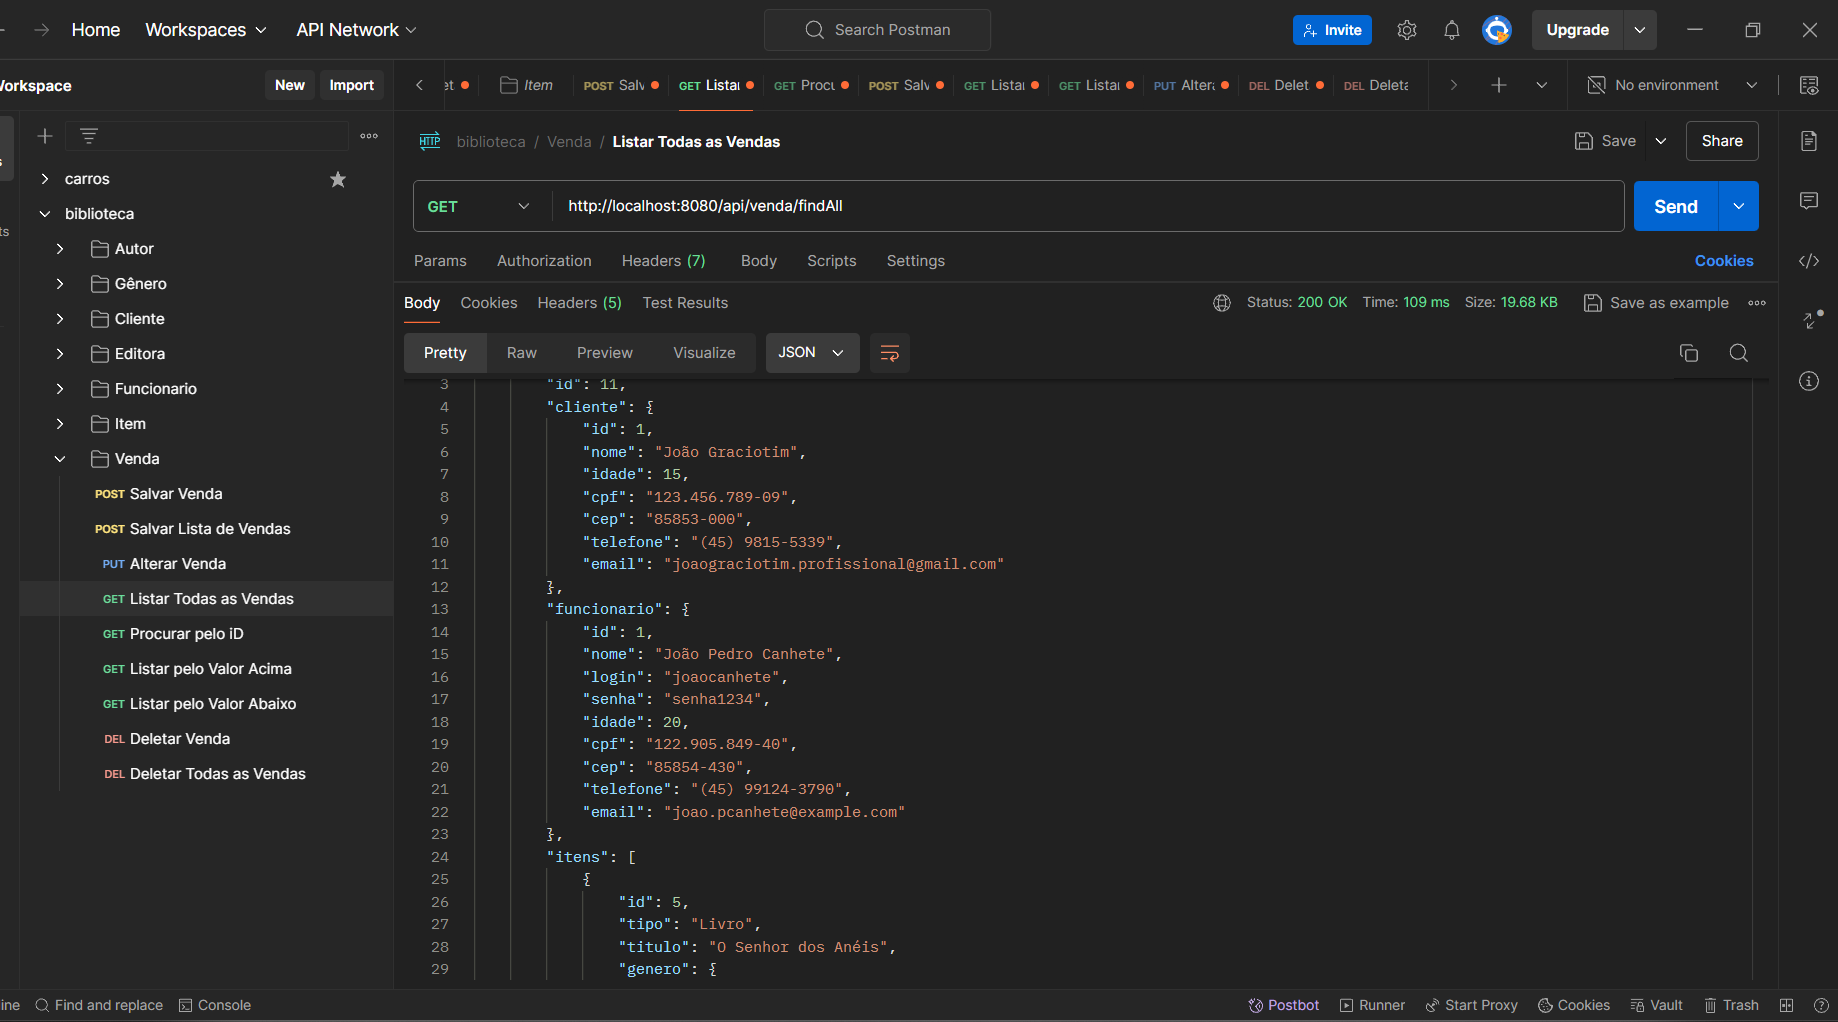 Home
Workspaces
API Network
Search Postman
Invite
Upgrade
Workspace
New
Import
Item
POST Salv
GET Listar
GET Procu
POST Salv
GET Listar
GET Listar
PUT Altera
DEL Delet
DEL Deleta
No environment
HTTP
biblioteca / Venda / Listar Todas as Vendas
Save
Share
carros
biblioteca
Autor
Gênero
Cliente
Editora
Funcionario
Item
Venda
POST Salvar Venda
POST Salvar Lista de Vendas
PUT Alterar Venda
GET Listar Todas as Vendas
GET Procurar pelo iD
GET Listar pelo Valor Acima
GET Listar pelo Valor Abaixo
DEL Deletar Venda
DEL Deletar Todas as Vendas
GET
http://localhost:8080/api/venda/findAll
Send
Params
Authorization
Headers (7)
Body
Scripts
Settings
Cookies
Body
Cookies
Headers (5)
Test Results
Status: 200 OK
Time: 109 ms
Size: 19.68 KB
Save as example
Pretty
Raw
Preview
Visualize
JSON
3 "id": 11,
4 "cliente": {
5 "id": 1,
6 "nome": "João Graciotim",
7 "idade": 15,
8 "cpf": "123.456.789-09",
9 "cep": "85853-000",
10 "telefone": "(45) 9815-5339",
11 "email": "joaograciotim.profissional@gmail.com"
12 },
13 "funcionario": {
14 "id": 1,
15 "nome": "João Pedro Canhete",
16 "login": "joaocanhete",
17 "senha": "senha1234",
18 "idade": 20,
19 "cpf": "122.905.849-40",
20 "cep": "85854-430",
21 "telefone": "(45) 99124-3790",
22 "email": "joao.pcanhete@example.com"
23 },
24 "itens": [
25 {
26 "id": 5,
27 "tipo": "Livro",
28 "titulo": "O Senhor dos Anéis",
29 "genero": {
Find and replace
Console
Postbot
Runner
Start Proxy
Cookies
Vault
Trash